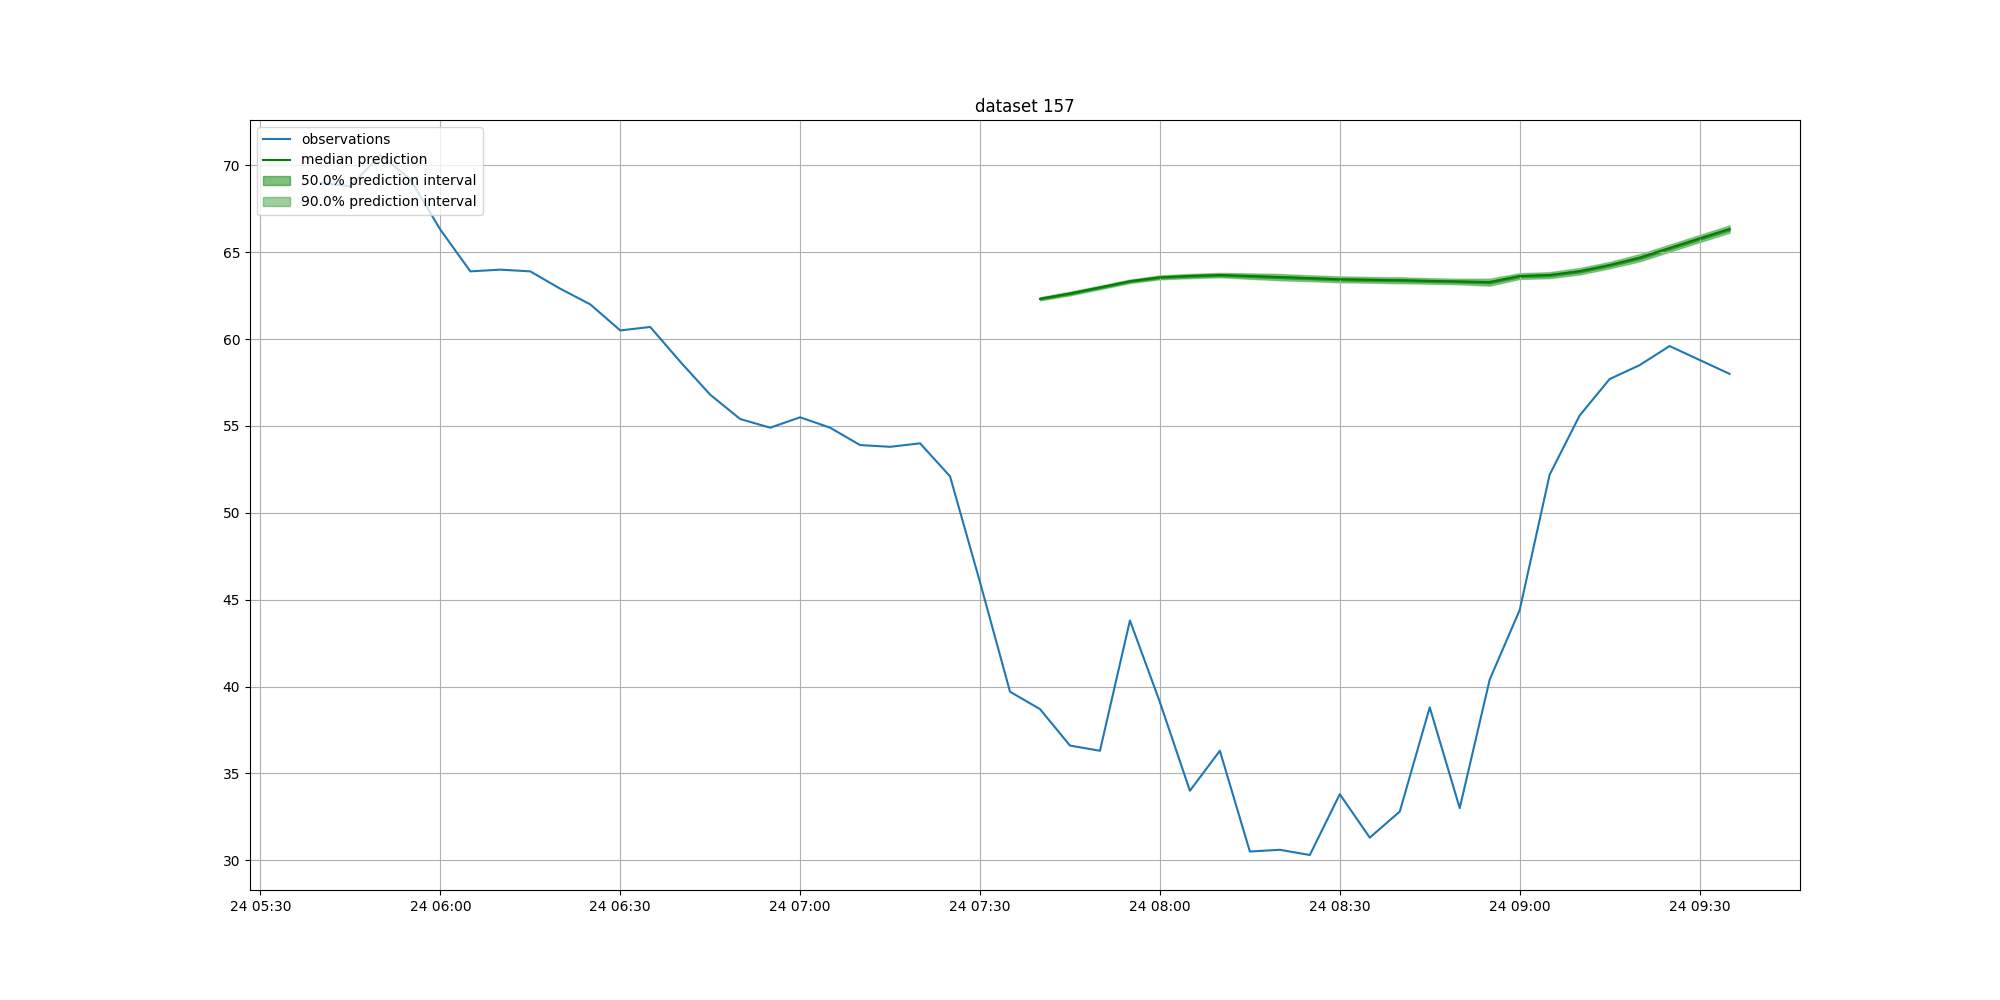 dataset 157
observations
median prediction
50.0% prediction interval
90.0% prediction interval
70
65
60
55
50
45
40
35
30
24 05:30 24 06:00 24 06:30 24 07:00 24 07:30 24 08:00 24 08:30 24 09:00 24 09:30